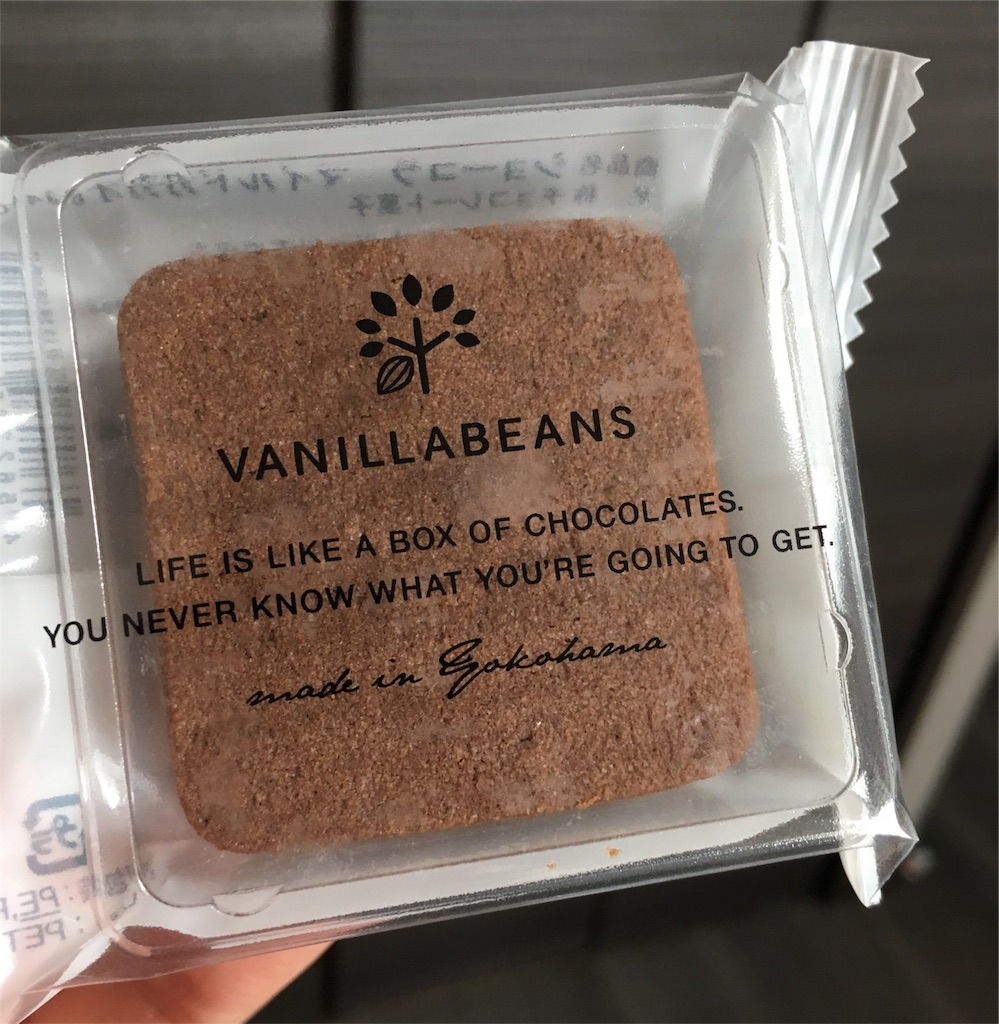 VANILLABEANS
LIFE IS LIKE A BOX OF CHOCOLATES.
YOU NEVER KNOW WHAT YOU'RE GOING TO GET.
made in Yokohama